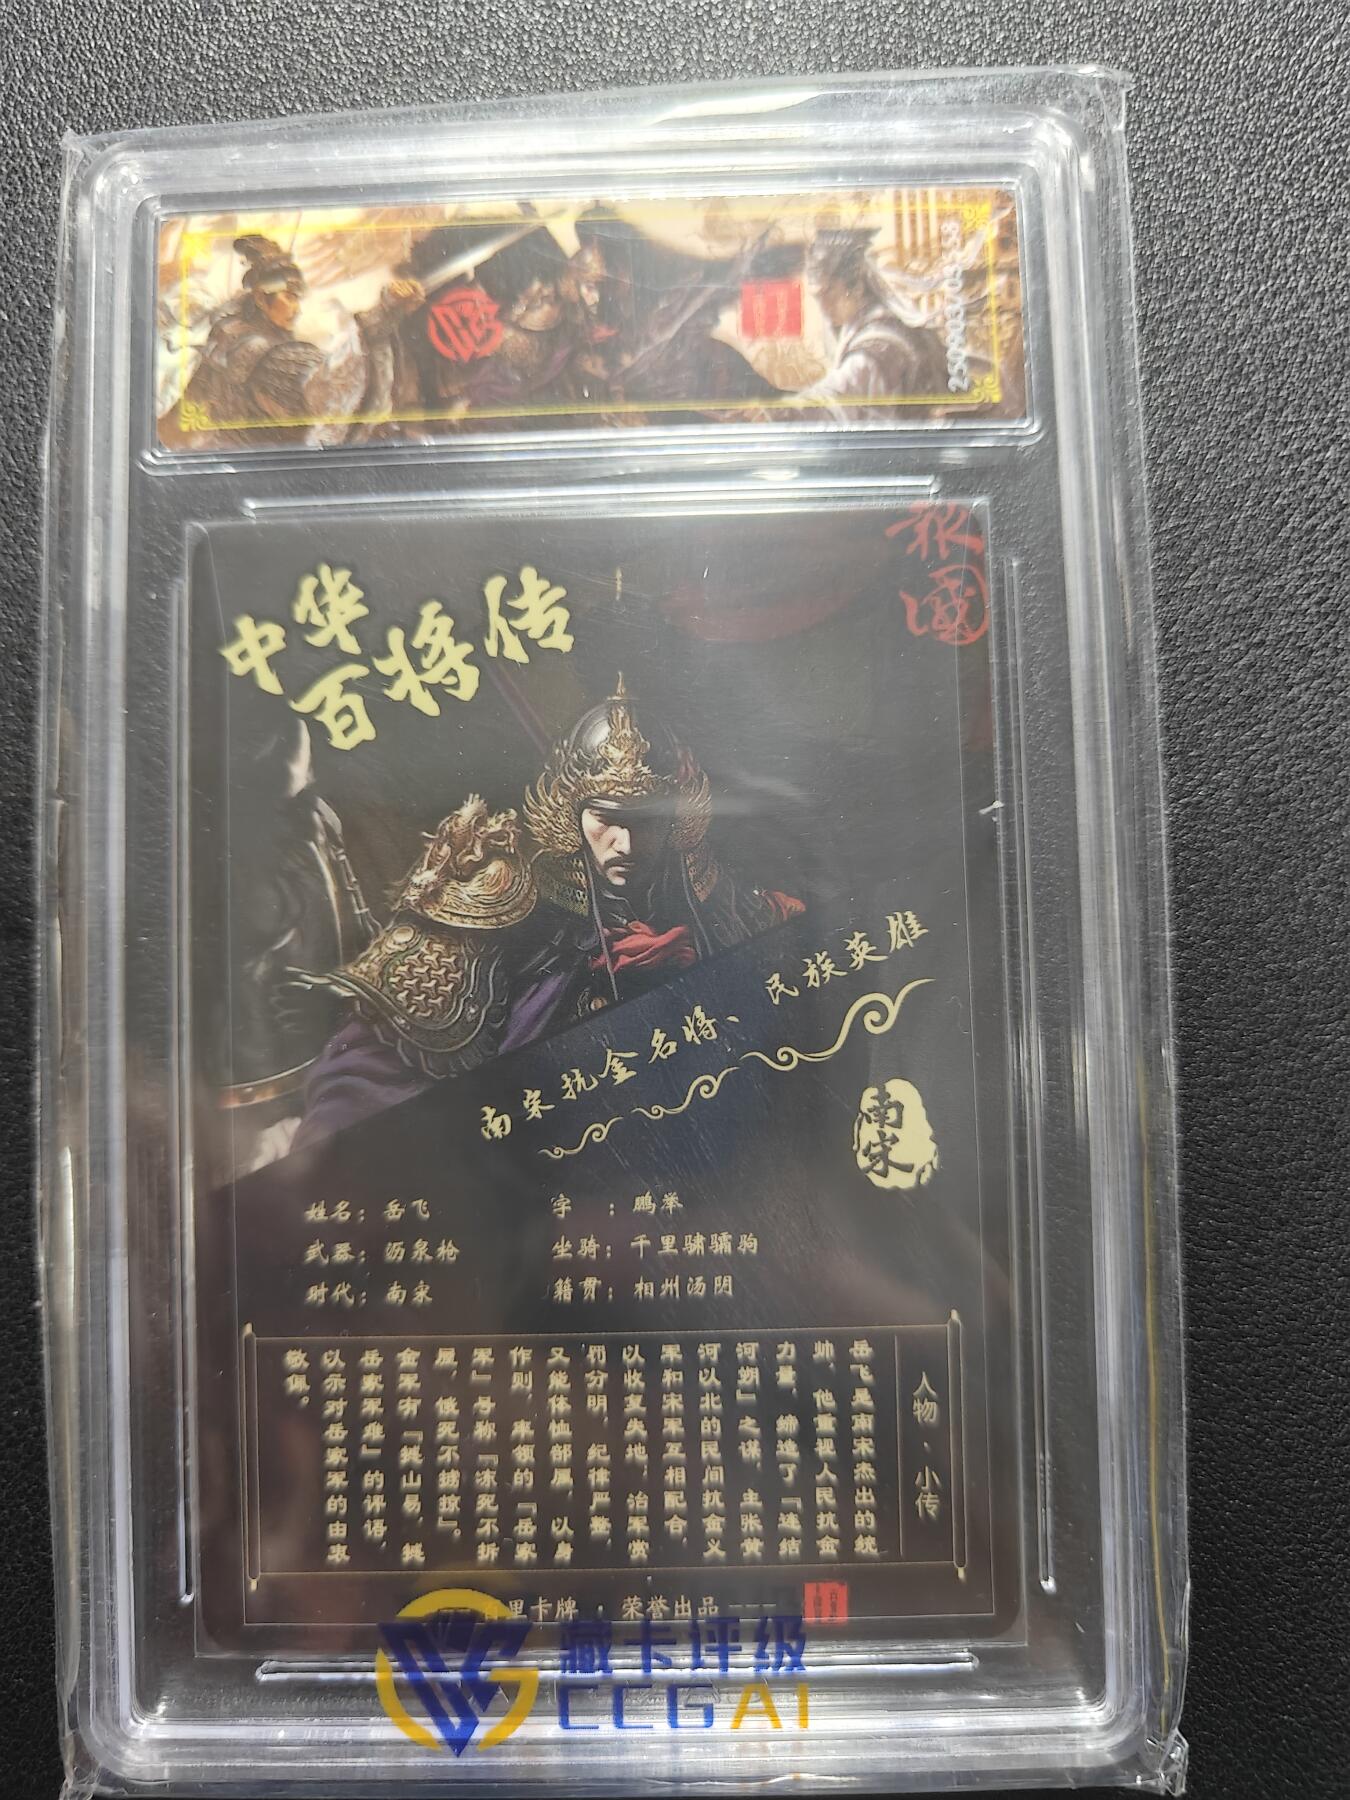 報國
中华
百将传
南宋抗金名将、民族英雄
南宋
姓名：岳飞
字：鹏举
武器：沥泉枪
坐骑：千里骕骦驹
时代：南宋
籍贯：相州汤阴
人物·小传
岳飞是南宋杰出的统
帅，他重视人民抗金
力量，缔造了「连结
河朔」之谋，主张黄
河以北的民间抗金义
军和宋军互相配合，
以收复失地，治军赏
罚分明，纪律严整，
又能体恤部属，以身
作则，率领的「岳家
军」号称「冻死不拆
屋，饿死不掳掠」。
金军有「撼山易，撼
岳家军难」的评语，
以示对岳家军的由衷
敬佩。
百里卡牌·荣誉出品---
藏卡评级
CCGAI